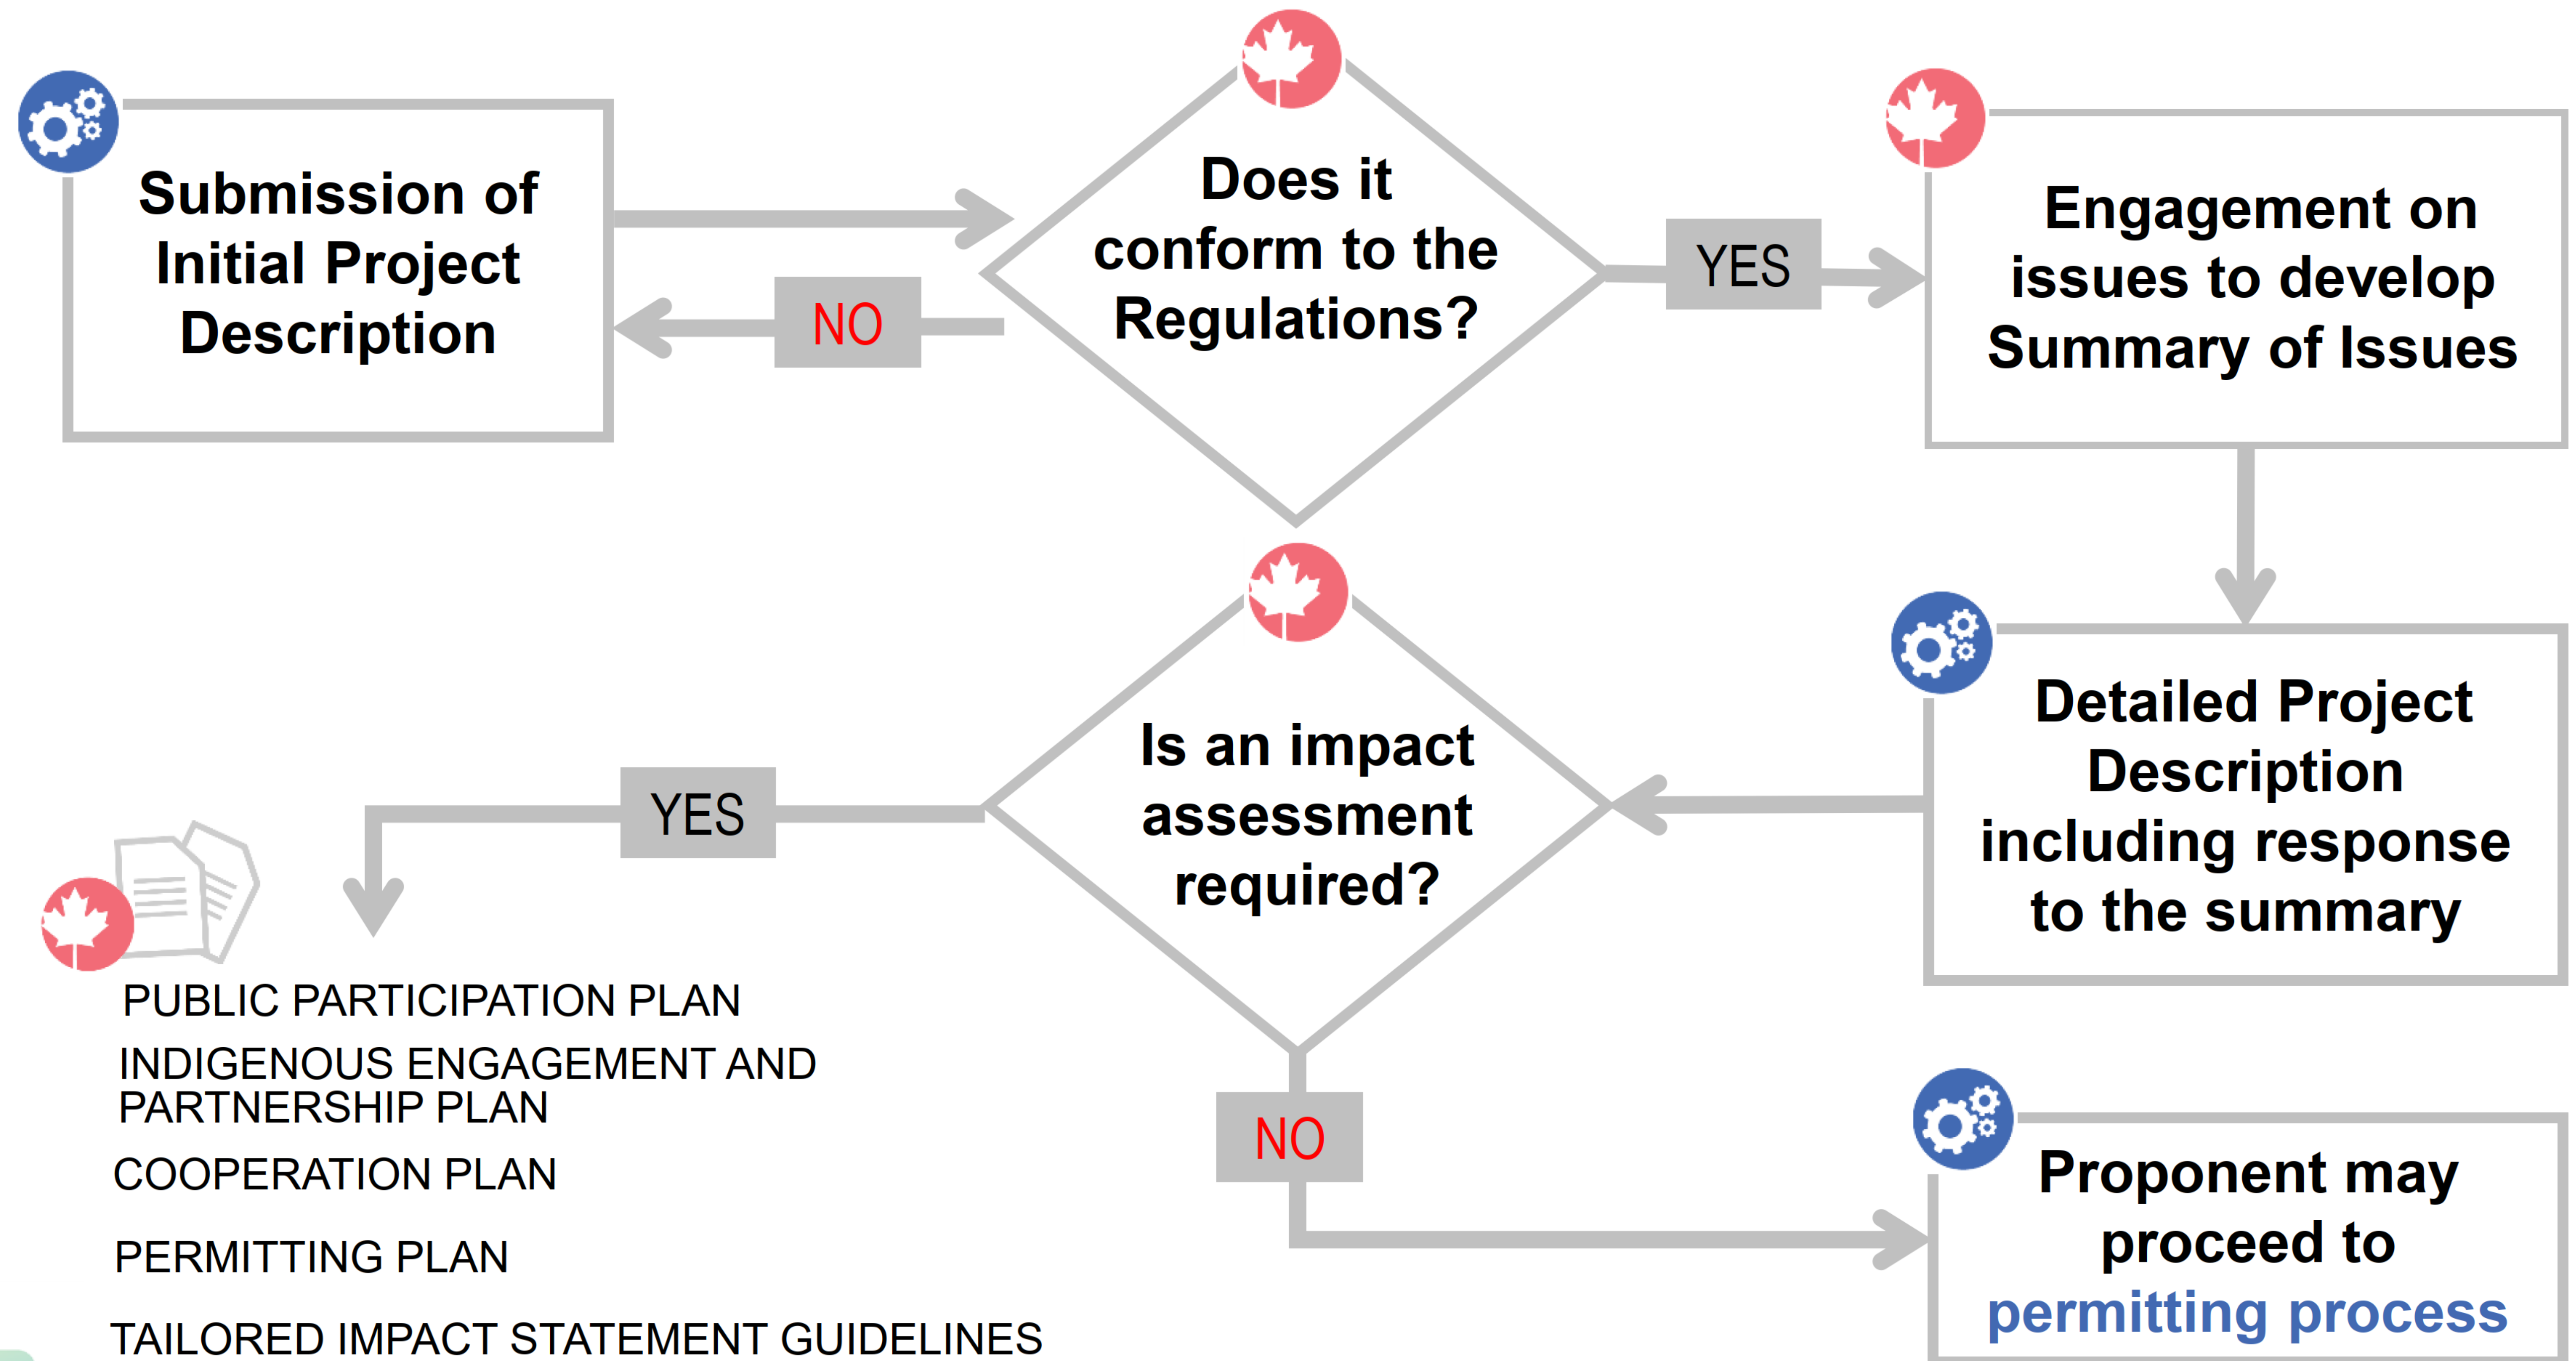 Submission of
Initial Project
Description
NO
Does it
conform to the
Regulations?
YES
Engagement on
issues to develop
Summary of Issues
Detailed Project
Description
including response
to the summary
Is an impact
assessment
required?
YES
PUBLIC PARTICIPATION PLAN
INDIGENOUS ENGAGEMENT AND
PARTNERSHIP PLAN
COOPERATION PLAN
PERMITTING PLAN
TAILORED IMPACT STATEMENT GUIDELINES
NO
Proponent may
proceed to
permitting process